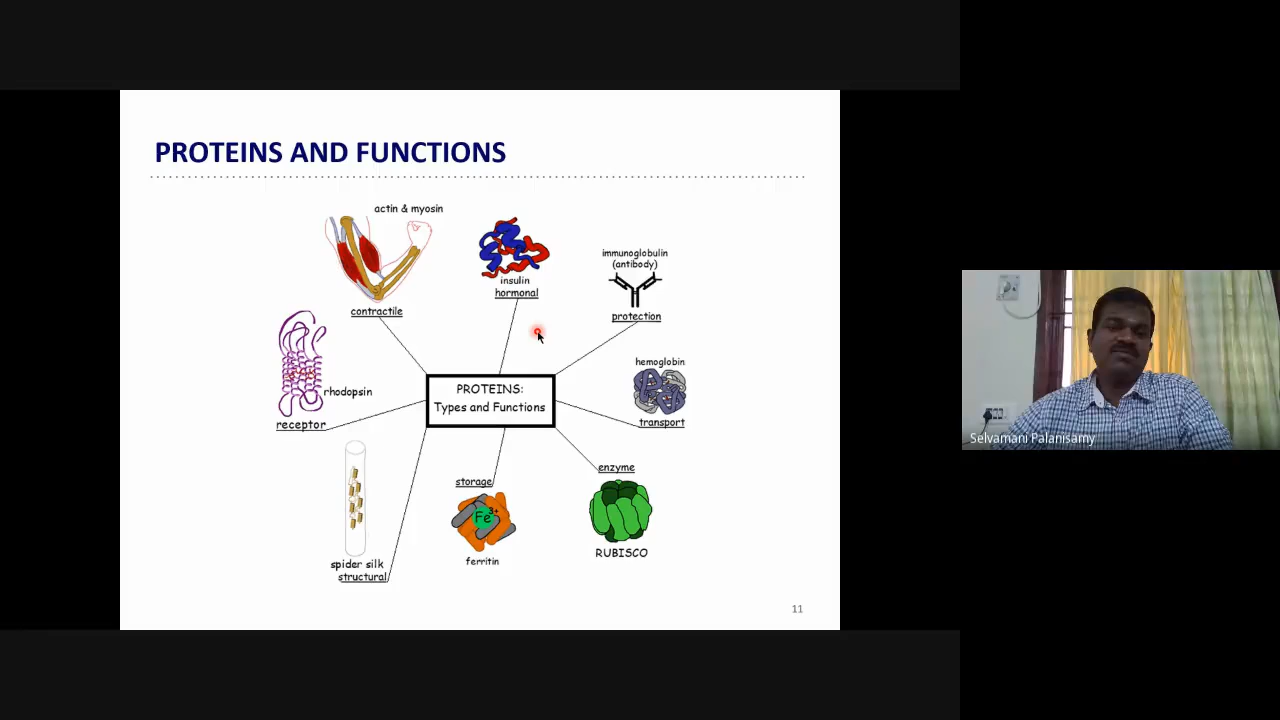 PROTEINS AND FUNCTIONS
actin & myosin
contractile
insulin
hormonal
immunoglobulin
(antibody)
protection
hemoglobin
transport
rhodopsin
receptor
PROTEINS:
Types and Functions
spider silk
structural
storage
Fe3+
ferritin
enzyme
RUBISCO
11
Selvamani Palanisamy